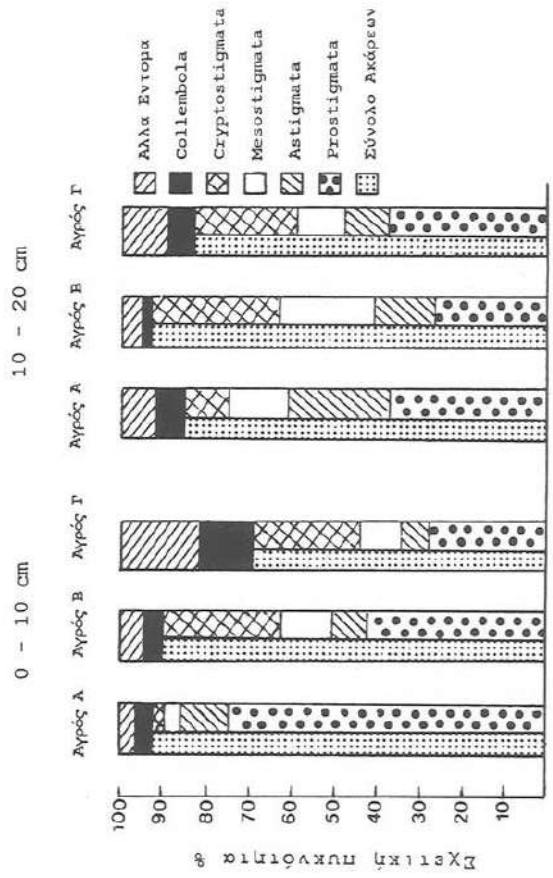 0 - 10 cm
10 - 20 cm
Αγρός Α
Αγρός Β
Αγρός Γ
Αγρός Α
Αγρός Β
Αγρός Γ
Αλλα Εντομα
Collembola
Cryptostigmata
Mesostigmata
Astigmata
Prostigmata
Σύνολο Ακάρεων
Σχετική πυκνότητα %
100
90
80
70
60
50
40
30
20
10